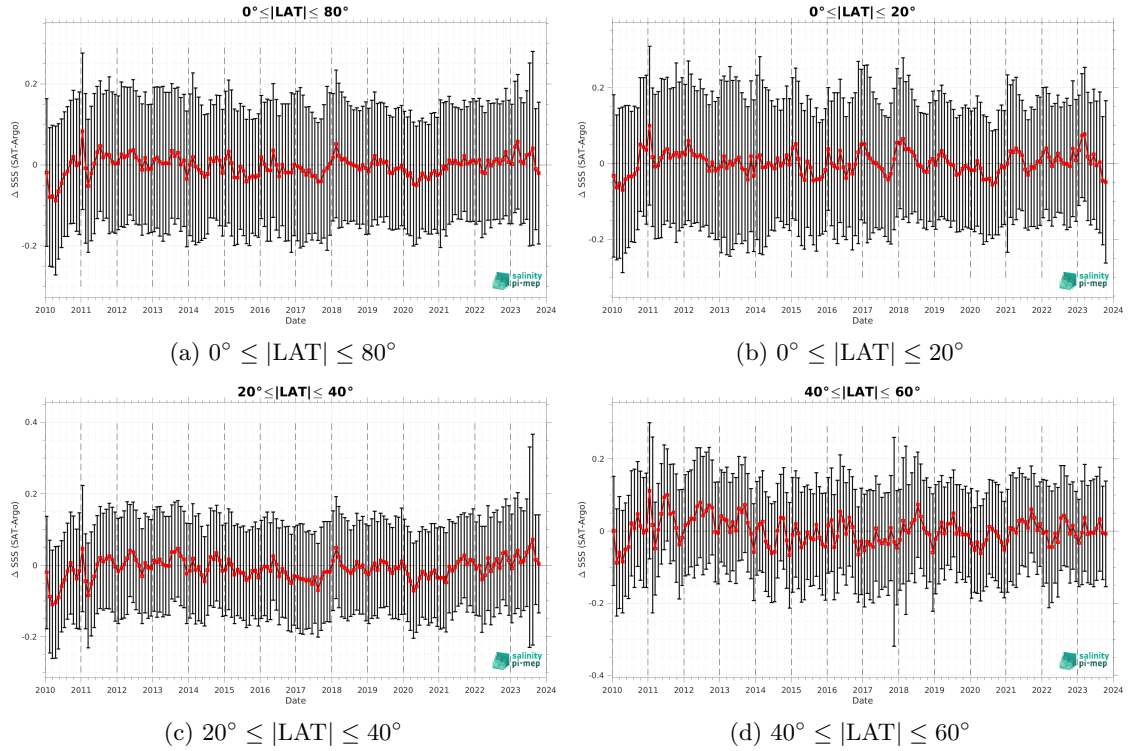 0°≤|LAT|≤ 80°
Δ SSS (SAT-Argo)
0.2
0
-0.2
2010 2011 2012 2013 2014 2015 2016 2017 2018 2019 2020 2021 2022 2023 2024
Date
salinity
pi-mep
(a) 0° ≤ |LAT| ≤ 80°
0°≤|LAT|≤ 20°
Δ SSS (SAT-Argo)
0.2
0
-0.2
2010 2011 2012 2013 2014 2015 2016 2017 2018 2019 2020 2021 2022 2023 2024
Date
salinity
pi-mep
(b) 0° ≤ |LAT| ≤ 20°
20°≤|LAT|≤ 40°
Δ SSS (SAT-Argo)
0.4
0.2
0
-0.2
2010 2011 2012 2013 2014 2015 2016 2017 2018 2019 2020 2021 2022 2023 2024
Date
salinity
pi-mep
(c) 20° ≤ |LAT| ≤ 40°
40°≤|LAT|≤ 60°
Δ SSS (SAT-Argo)
0.2
0
-0.2
-0.4
2010 2011 2012 2013 2014 2015 2016 2017 2018 2019 2020 2021 2022 2023 2024
Date
salinity
pi-mep
(d) 40° ≤ |LAT| ≤ 60°